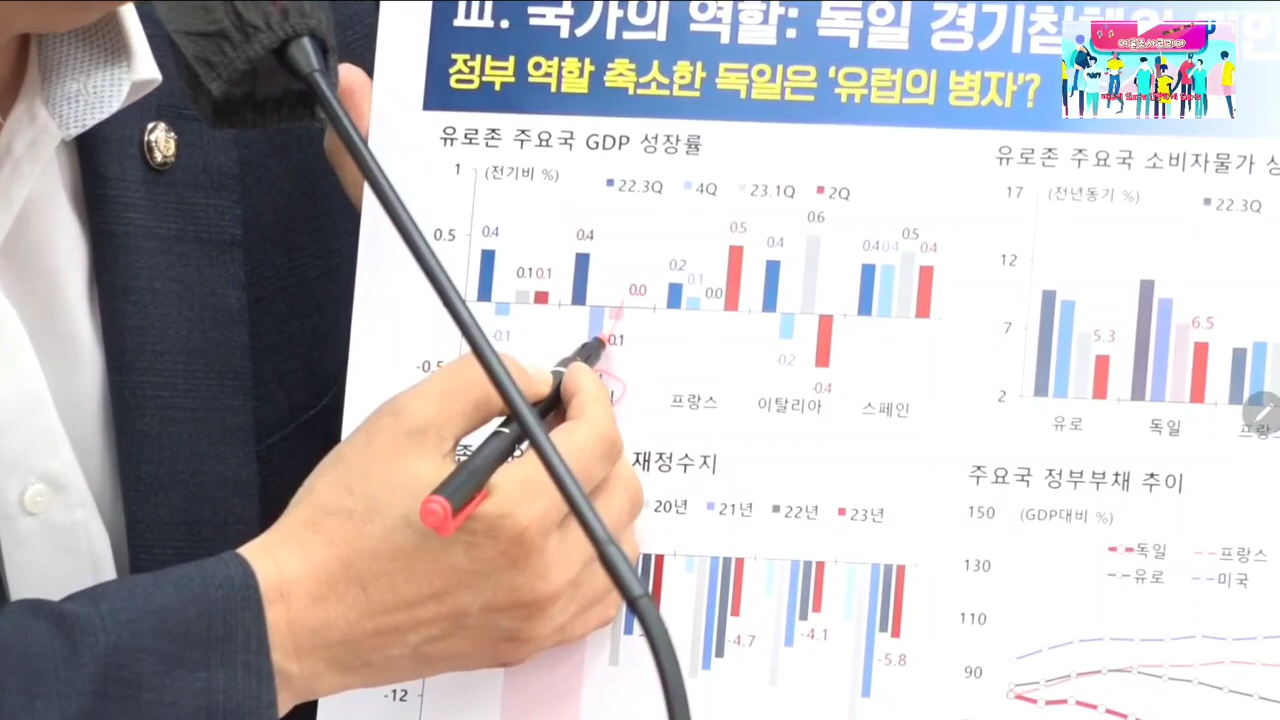 III. 국가의 역할: 독일 경기침
정부 역할 축소한 독일은 ‘유럽의 병자’?
유로존 주요국 GDP 성장률
1 (전기비 %)
22.3Q 4Q 23.1Q 2Q
0.5
0.4 0.1 0.1 -0.1
0.4 0.0 0.1
0.2 0.1 0.0 0.5
0.4 0.2 0.6 -0.4
0.4 0.4 0.5 0.4
프랑스 이탈리아 스페인
유로존 주요국 소비자물가
17 (전년동기 %)
22.3Q
12
7
2
5.3
6.5
유로 독일 프랑
재정수지
20년 21년 22년 23년
-4.7
-4.1
-5.8
-12
주요국 정부부채 추이
150 (GDP대비 %)
독일 프랑스
유로 미국
130
110
90